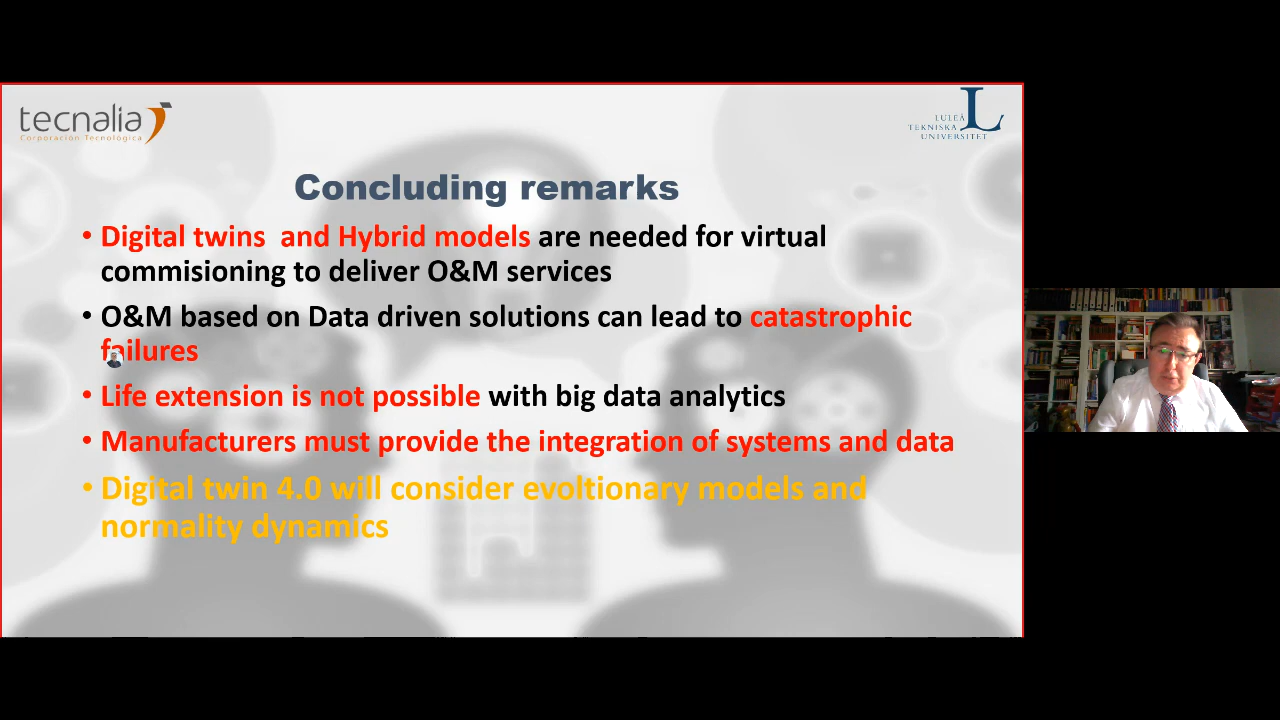 tecnalia
Corporación Tecnológica
LULEÅ
TEKNISKA
UNIVERSITET
L
Concluding remarks
• Digital twins  and Hybrid models are needed for virtual
commisioning to deliver O&M services
• O&M based on Data driven solutions can lead to catastrophic
failures
• Life extension is not possible with big data analytics
• Manufacturers must provide the integration of systems and data
• Digital twin 4.0 will consider evoltionary models and
normality dynamics